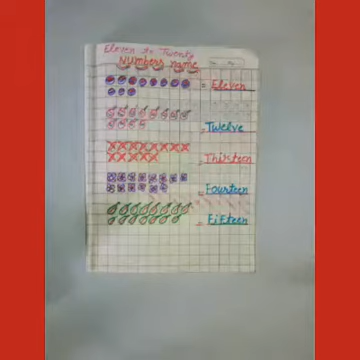 Eleven to Twenty
Numbers name
= Eleven
= Twelve
= Thirteen
= Fourteen
= Fifteen